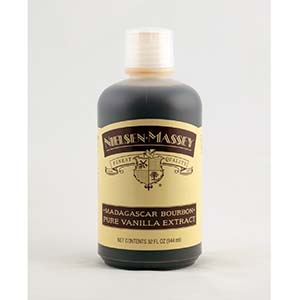 NIELSEN-MASSEY
FINEST QUALITY
MADAGASCAR BOURBON
PURE VANILLA EXTRACT
NET CONTENTS 32 FL OZ (944 ml)